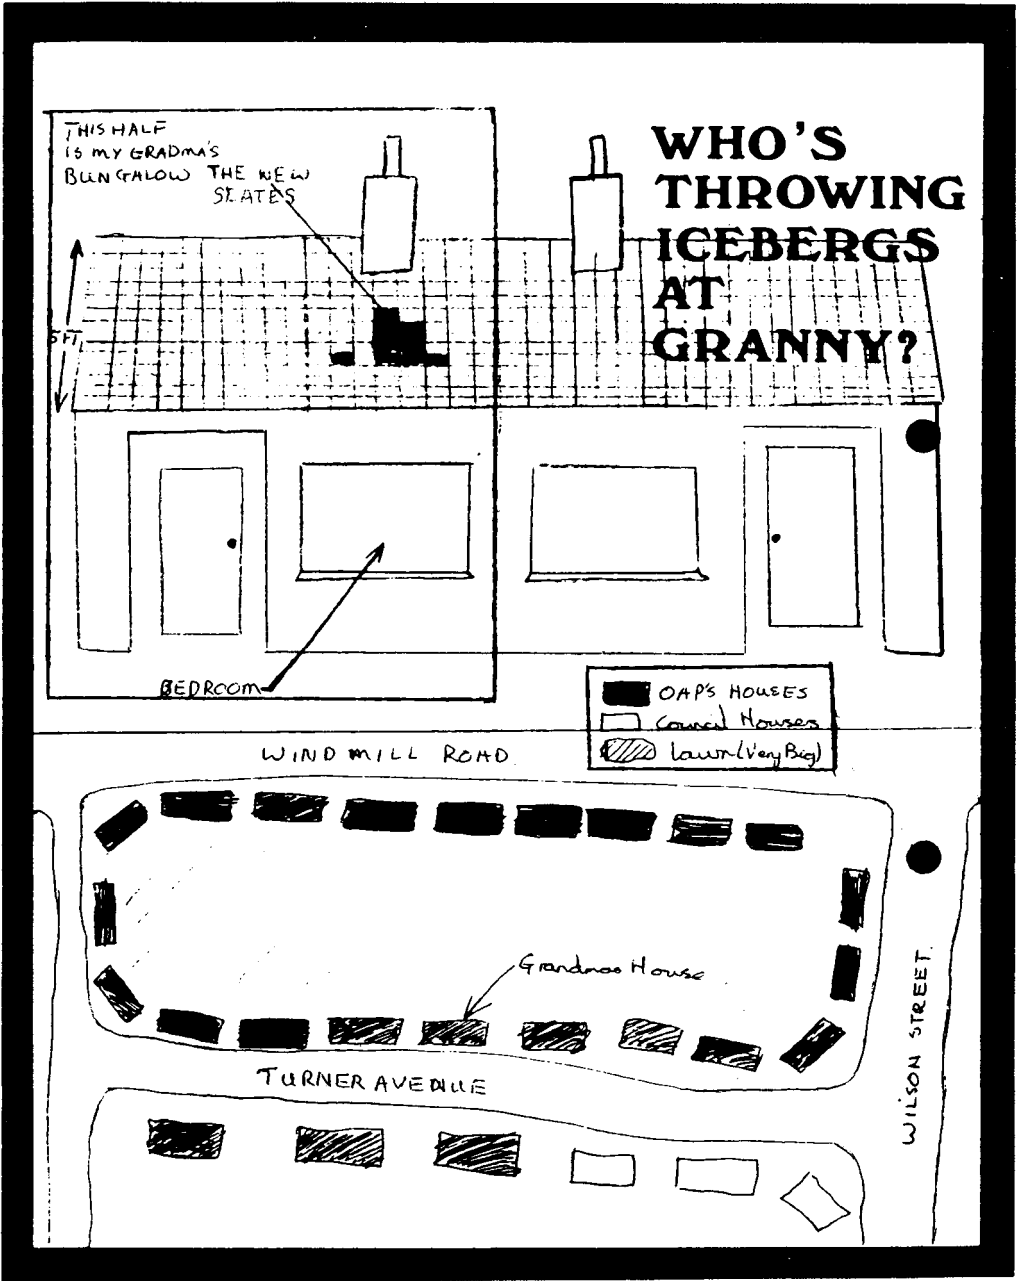 THIS HALF
IS MY GRADMA'S
BUNGALOW
THE NEW
SLATES
WHO'S
THROWING
ICEBERGS
AT
GRANNY?
5FT
BEDROOM
OAP'S HOUSES
Council Houses
Lawn (Very Big)
WINDMILL ROAD
Grandmas House
TURNER AVENUE
WILSON STREET